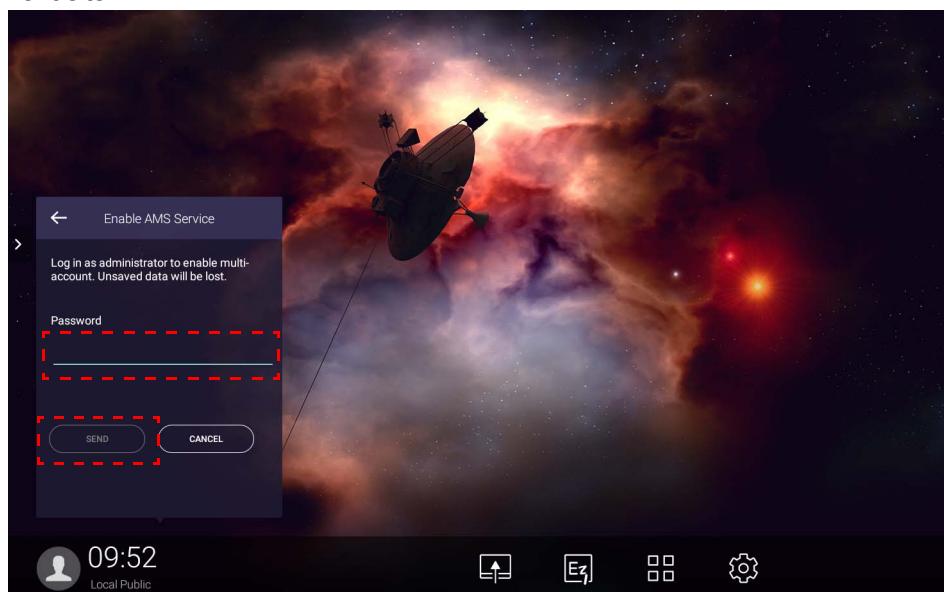 Enable AMS Service
Log in as administrator to enable multi-
account. Unsaved data will be lost.
Password
SEND
CANCEL
09:52
Local Public